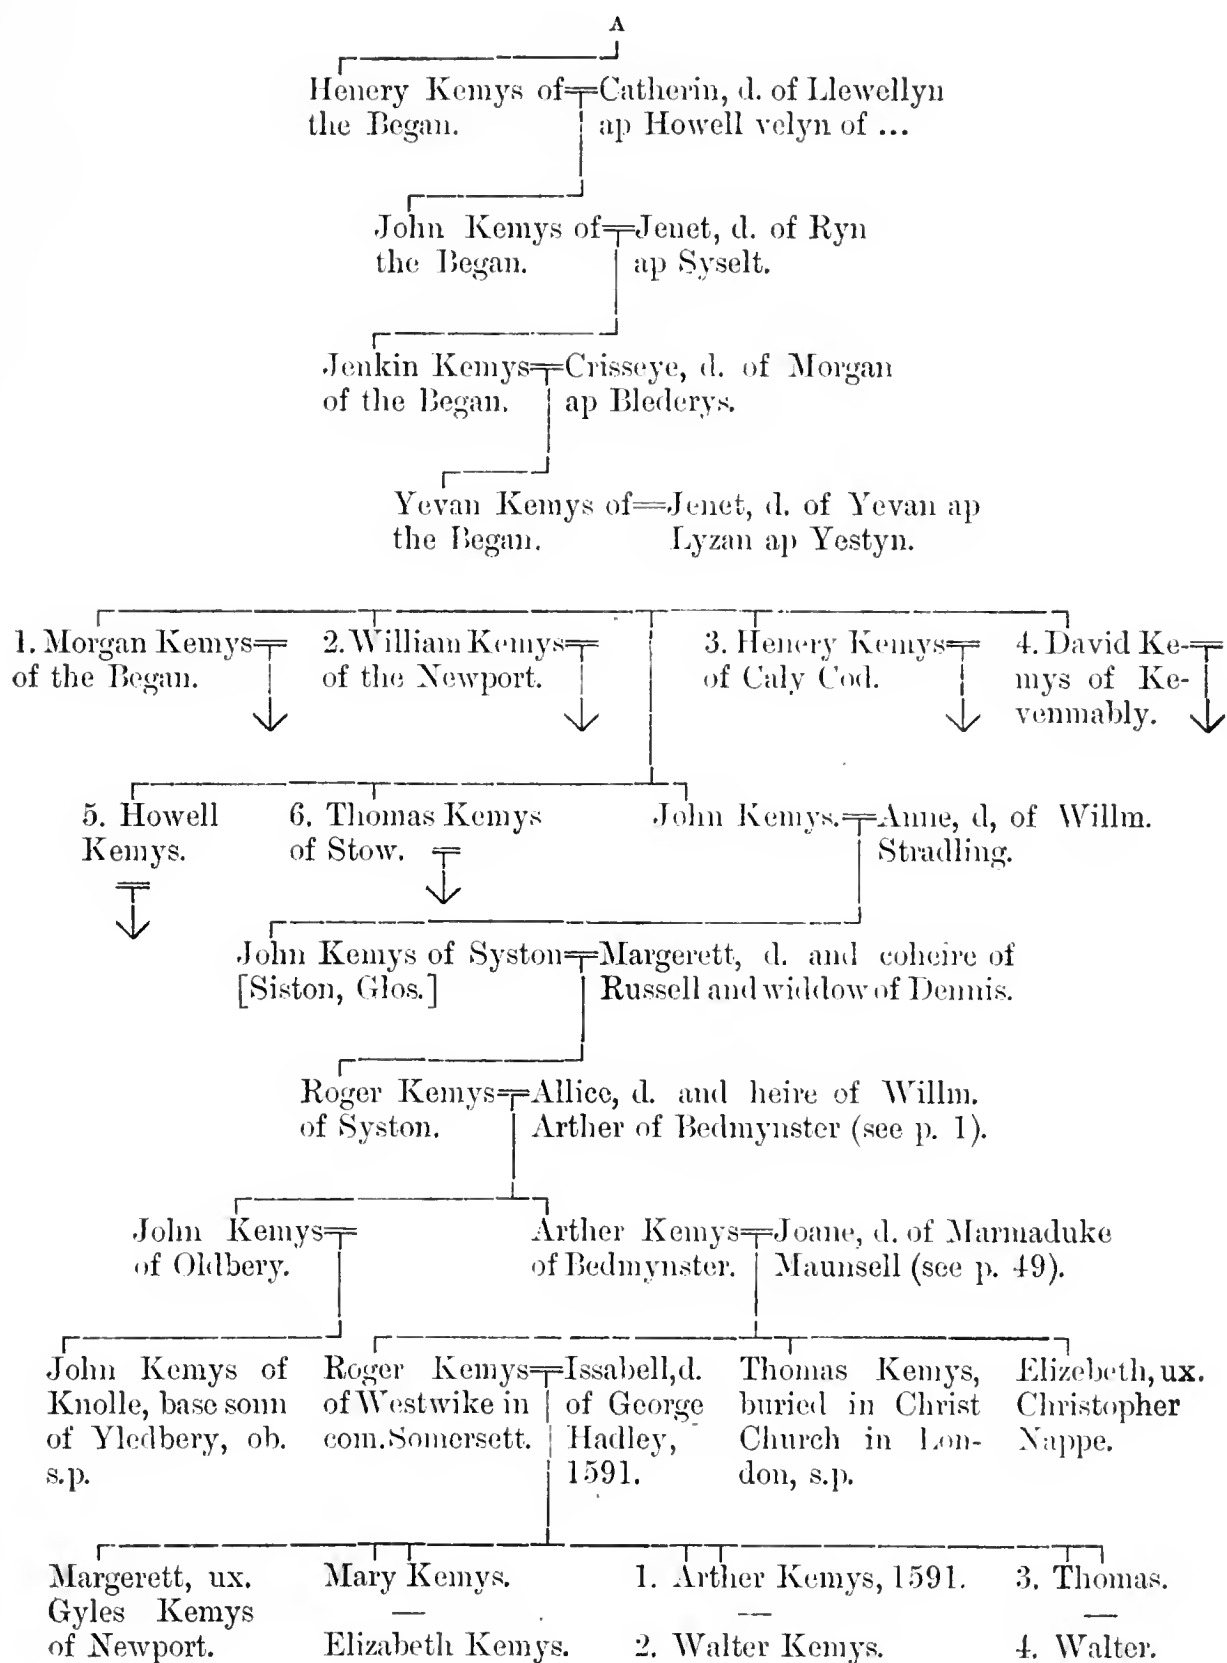 A
Henery Kemys of Catherin, d. of Llewellyn
the Began. ap Howell velyn of ...
John Kemys of Jenet, d. of Ryn
the Began. ap Syselt.
Jenkin Kemys Crisseye, d. of Morgan
of the Began. ap Blederys.
Yevan Kemys of Jenet, d. of Yevan ap
the Began. Lyzan ap Yestyn.
1. Morgan Kemys 2. William Kemys 3. Henery Kemys 4. David Ke-
of the Began. of the Newport. of Caly Cod. mys of Ke-
venmably.
5. Howell 6. Thomas Kemys John Kemys. Anne, d, of Willm.
Kemys. of Stow. Stradling.
John Kemys of Syston Margerett, d. and coheire of
[Siston, Glos.] Russell and widdow of Dennis.
Roger Kemys Allice, d. and heire of Willm.
of Syston. Arther of Bedmynster (see p. 1).
John Kemys Arther Kemys Joane, d. of Marmaduke
of Oldbery. of Bedmynster. Maunsell (see p. 49).
John Kemys of Roger Kemys Issabell, d. Thomas Kemys, Elizebeth, ux.
Knolle, base sonn of Westwike in of George buried in Christ Christopher
of Yledbery, ob. com. Somersett. Hadley, Church in Lon- Nappe.
s.p. 1591. don, s.p.
Margerett, ux. Mary Kemys. 1. Arther Kemys, 1591. 3. Thomas.
Gyles Kemys — — —
of Newport. Elizabeth Kemys. 2. Walter Kemys. 4. Walter.